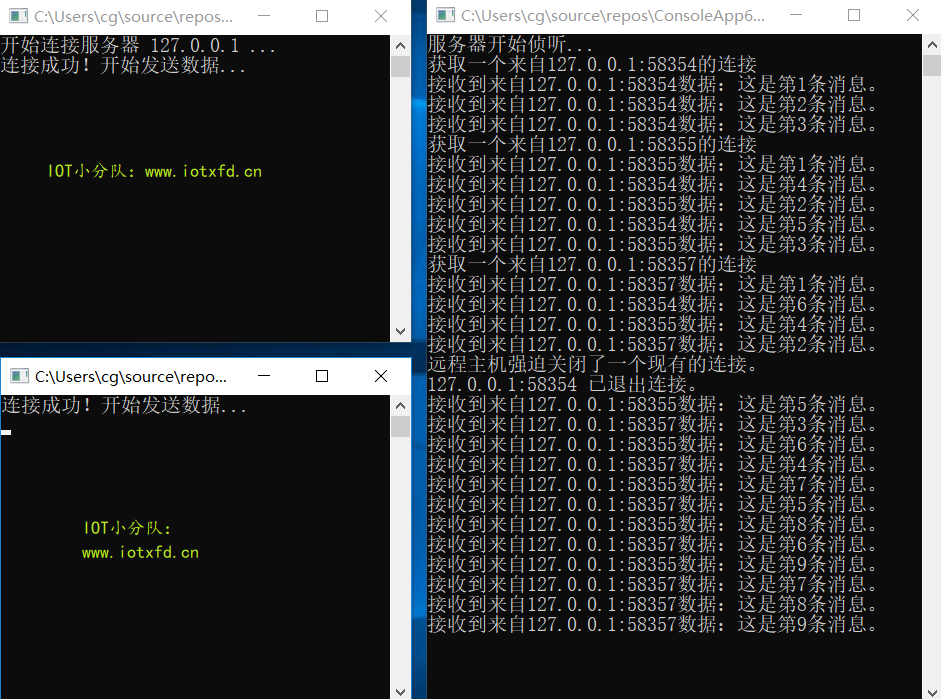 C:\Users\cg\source\repos...
开始连接服务器 127.0.0.1 ...
连接成功！开始发送数据...
IOT小分队：www.iotxfd.cn
C:\Users\cg\source\repo...
连接成功！开始发送数据...
IOT小分队：
www.iotxfd.cn
C:\Users\cg\source\repos\ConsoleApp6...
服务器开始侦听...
获取一个来自127.0.0.1:58354的连接
接收到来自127.0.0.1:58354数据：这是第1条消息。
接收到来自127.0.0.1:58354数据：这是第2条消息。
接收到来自127.0.0.1:58354数据：这是第3条消息。
获取一个来自127.0.0.1:58355的连接
接收到来自127.0.0.1:58355数据：这是第1条消息。
接收到来自127.0.0.1:58354数据：这是第4条消息。
接收到来自127.0.0.1:58355数据：这是第2条消息。
接收到来自127.0.0.1:58354数据：这是第5条消息。
接收到来自127.0.0.1:58355数据：这是第3条消息。
获取一个来自127.0.0.1:58357的连接
接收到来自127.0.0.1:58357数据：这是第1条消息。
接收到来自127.0.0.1:58354数据：这是第6条消息。
接收到来自127.0.0.1:58355数据：这是第4条消息。
接收到来自127.0.0.1:58357数据：这是第2条消息。
远程主机强迫关闭了一个现有的连接。
127.0.0.1:58354 已退出连接。
接收到来自127.0.0.1:58355数据：这是第5条消息。
接收到来自127.0.0.1:58357数据：这是第3条消息。
接收到来自127.0.0.1:58355数据：这是第6条消息。
接收到来自127.0.0.1:58357数据：这是第4条消息。
接收到来自127.0.0.1:58355数据：这是第7条消息。
接收到来自127.0.0.1:58357数据：这是第5条消息。
接收到来自127.0.0.1:58355数据：这是第8条消息。
接收到来自127.0.0.1:58357数据：这是第6条消息。
接收到来自127.0.0.1:58355数据：这是第9条消息。
接收到来自127.0.0.1:58357数据：这是第7条消息。
接收到来自127.0.0.1:58357数据：这是第8条消息。
接收到来自127.0.0.1:58357数据：这是第9条消息。